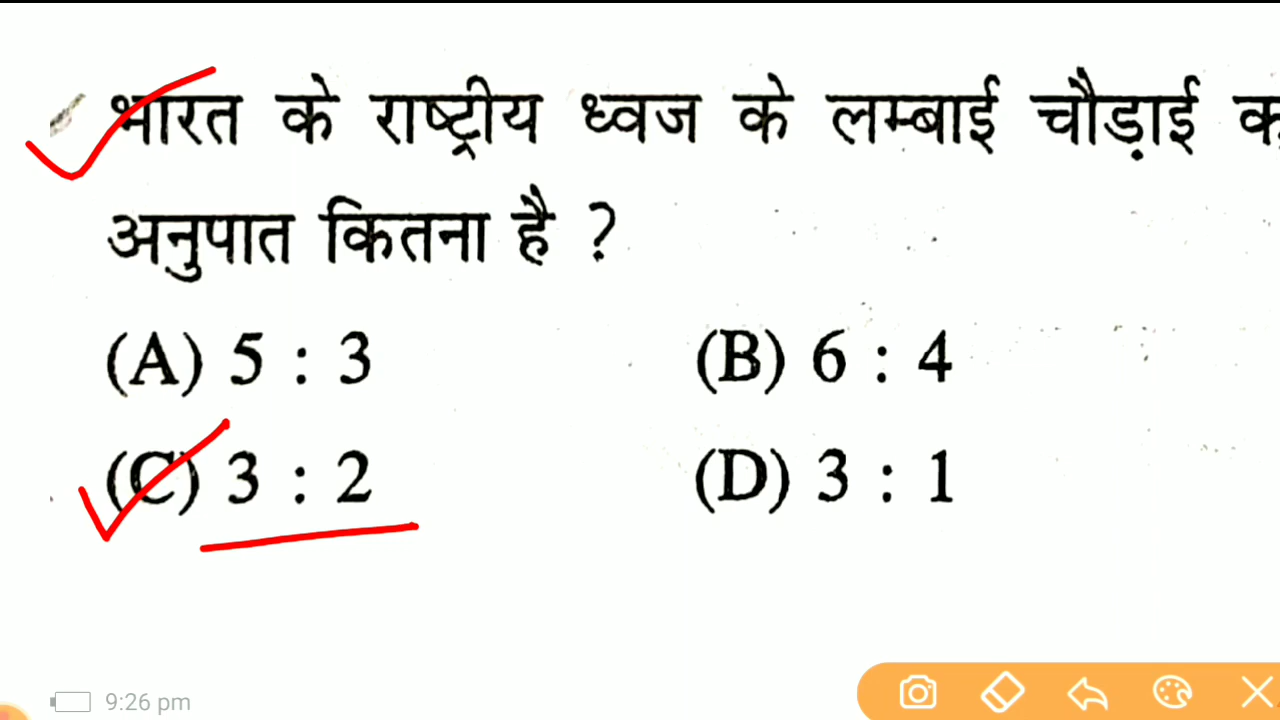 भारत के राष्ट्रीय ध्वज के लम्बाई चौड़ाई
अनुपात कितना है ?
(A) 5 : 3 (B) 6 : 4
(C) 3 : 2 (D) 3 : 1
9:26 pm